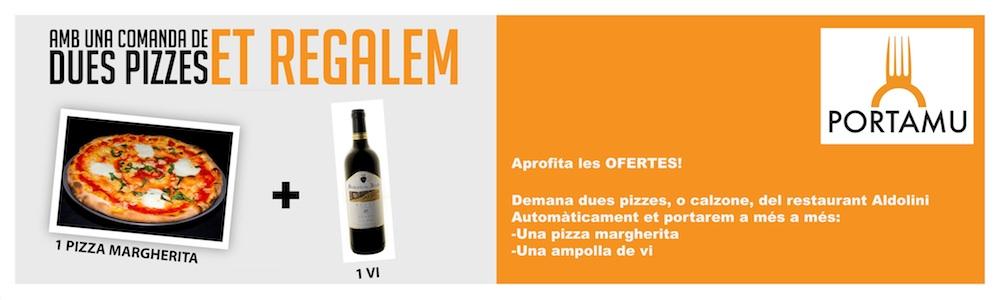 AMB UNA COMANDA DE
DUES PIZZES ET REGALEM
1 PIZZA MARGHERITA
+
1 VI
PORTAMU
Aprofita les OFERTES!
Demana dues pizzes, o calzone, del restaurant Aldolini
Automàticament et portarem a més a més:
-Una pizza margherita
-Una ampolla de vi